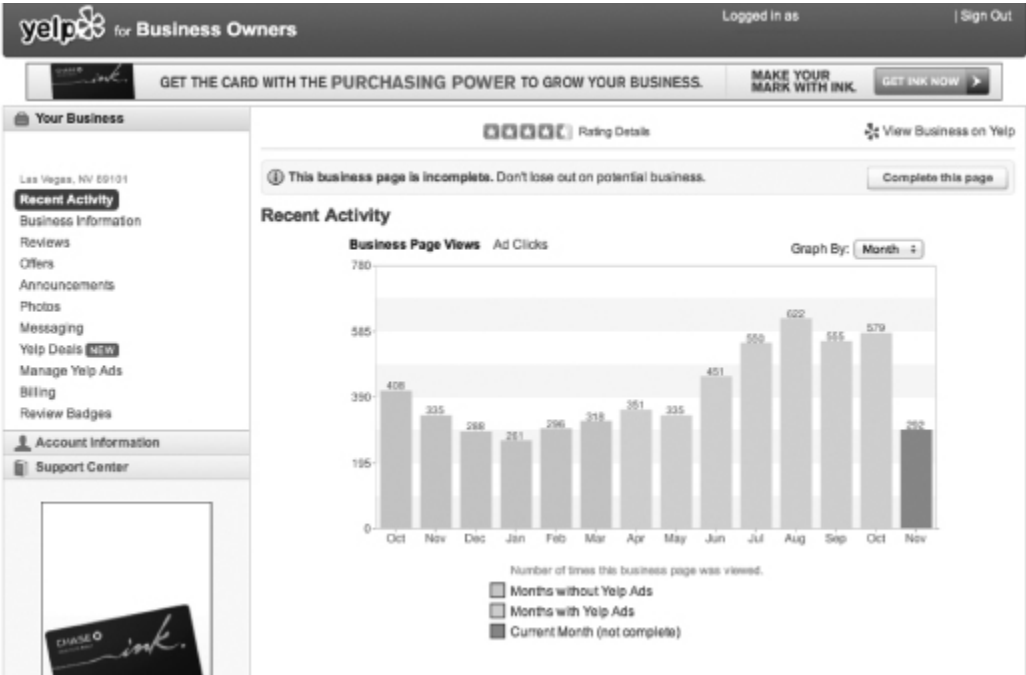 yelp for Business Owners
Logged in as | Sign Out
GET THE CARD WITH THE PURCHASING POWER TO GROW YOUR BUSINESS.
MAKE YOUR
MARK WITH INK.
GET INK NOW
Your Business
Rating Details
View Business on Yelp
This business page is incomplete. Don't lose out on potential business.
Complete this page
Las Vegas, NV 89101
Recent Activity
Business Information
Reviews
Offers
Announcements
Photos
Messaging
Yelp Deals NEW
Manage Yelp Ads
Billing
Review Badges
Account Information
Support Center
CHASE
ink.
Recent Activity
Business Page Views Ad Clicks
Graph By: Month
780
585
390
195
0
408
335
288
261
296
318
351
335
451
550
622
555
579
292
Oct Nov Dec Jan Feb Mar Apr May Jun Jul Aug Sep Oct Nov
Number of times this business page was viewed.
Months without Yelp Ads
Months with Yelp Ads
Current Month (not complete)